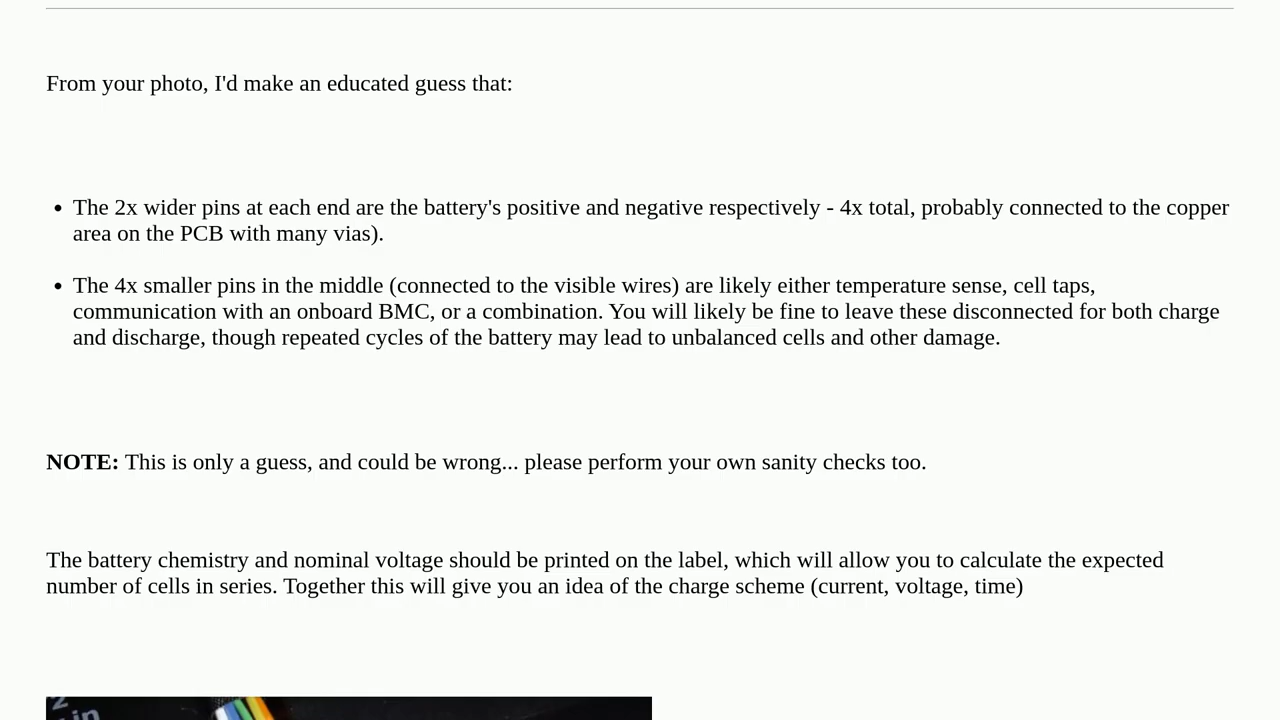 From your photo, I'd make an educated guess that:
• The 2x wider pins at each end are the battery's positive and negative respectively - 4x total, probably connected to the copper
area on the PCB with many vias).
• The 4x smaller pins in the middle (connected to the visible wires) are likely either temperature sense, cell taps,
communication with an onboard BMC, or a combination. You will likely be fine to leave these disconnected for both charge
and discharge, though repeated cycles of the battery may lead to unbalanced cells and other damage.
NOTE: This is only a guess, and could be wrong... please perform your own sanity checks too.
The battery chemistry and nominal voltage should be printed on the label, which will allow you to calculate the expected
number of cells in series. Together this will give you an idea of the charge scheme (current, voltage, time)
2
in